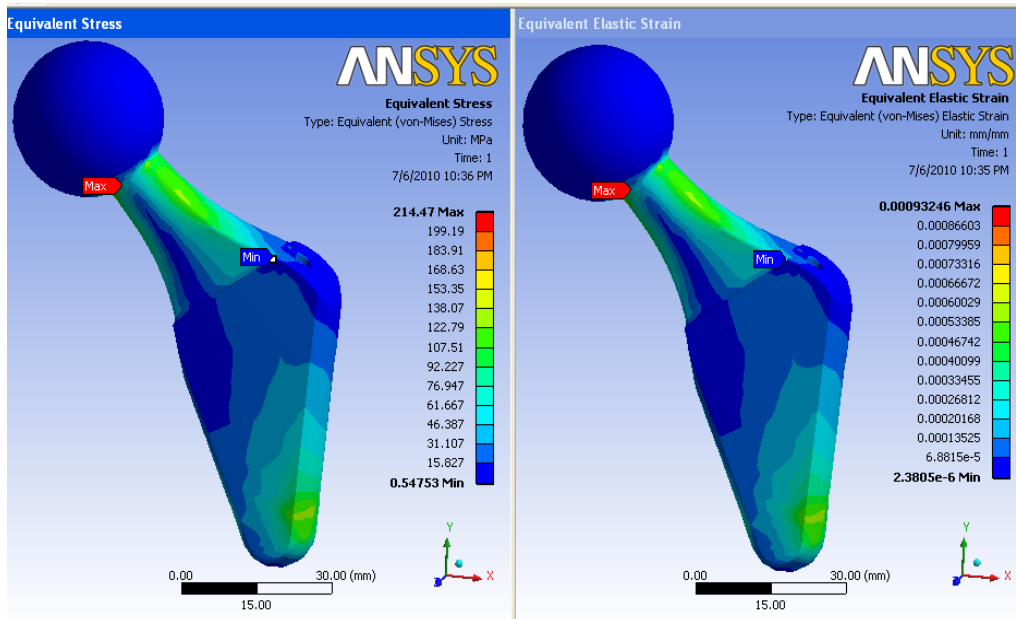 Equivalent Stress
ANSYS
Equivalent Stress
Type: Equivalent (von-Mises) Stress
Unit: MPa
Time: 1
7/6/2010 10:36 PM
214.47 Max
199.19
183.91
168.63
153.35
138.07
122.79
107.51
92.227
76.947
61.667
46.387
31.107
15.827
0.54753 Min
Max
Min
Y
X
0.00 30.00 (mm)
15.00
Equivalent Elastic Strain
ANSYS
Equivalent Elastic Strain
Type: Equivalent (von-Mises) Elastic Strain
Unit: mm/mm
Time: 1
7/6/2010 10:35 PM
0.00093246 Max
0.00086603
0.00079959
0.00073316
0.00066672
0.00060029
0.00053385
0.00046742
0.00040099
0.00033455
0.00026812
0.00020168
0.00013525
6.8815e-5
2.3805e-6 Min
Max
Min
Y
X
0.00 30.00 (mm)
15.00